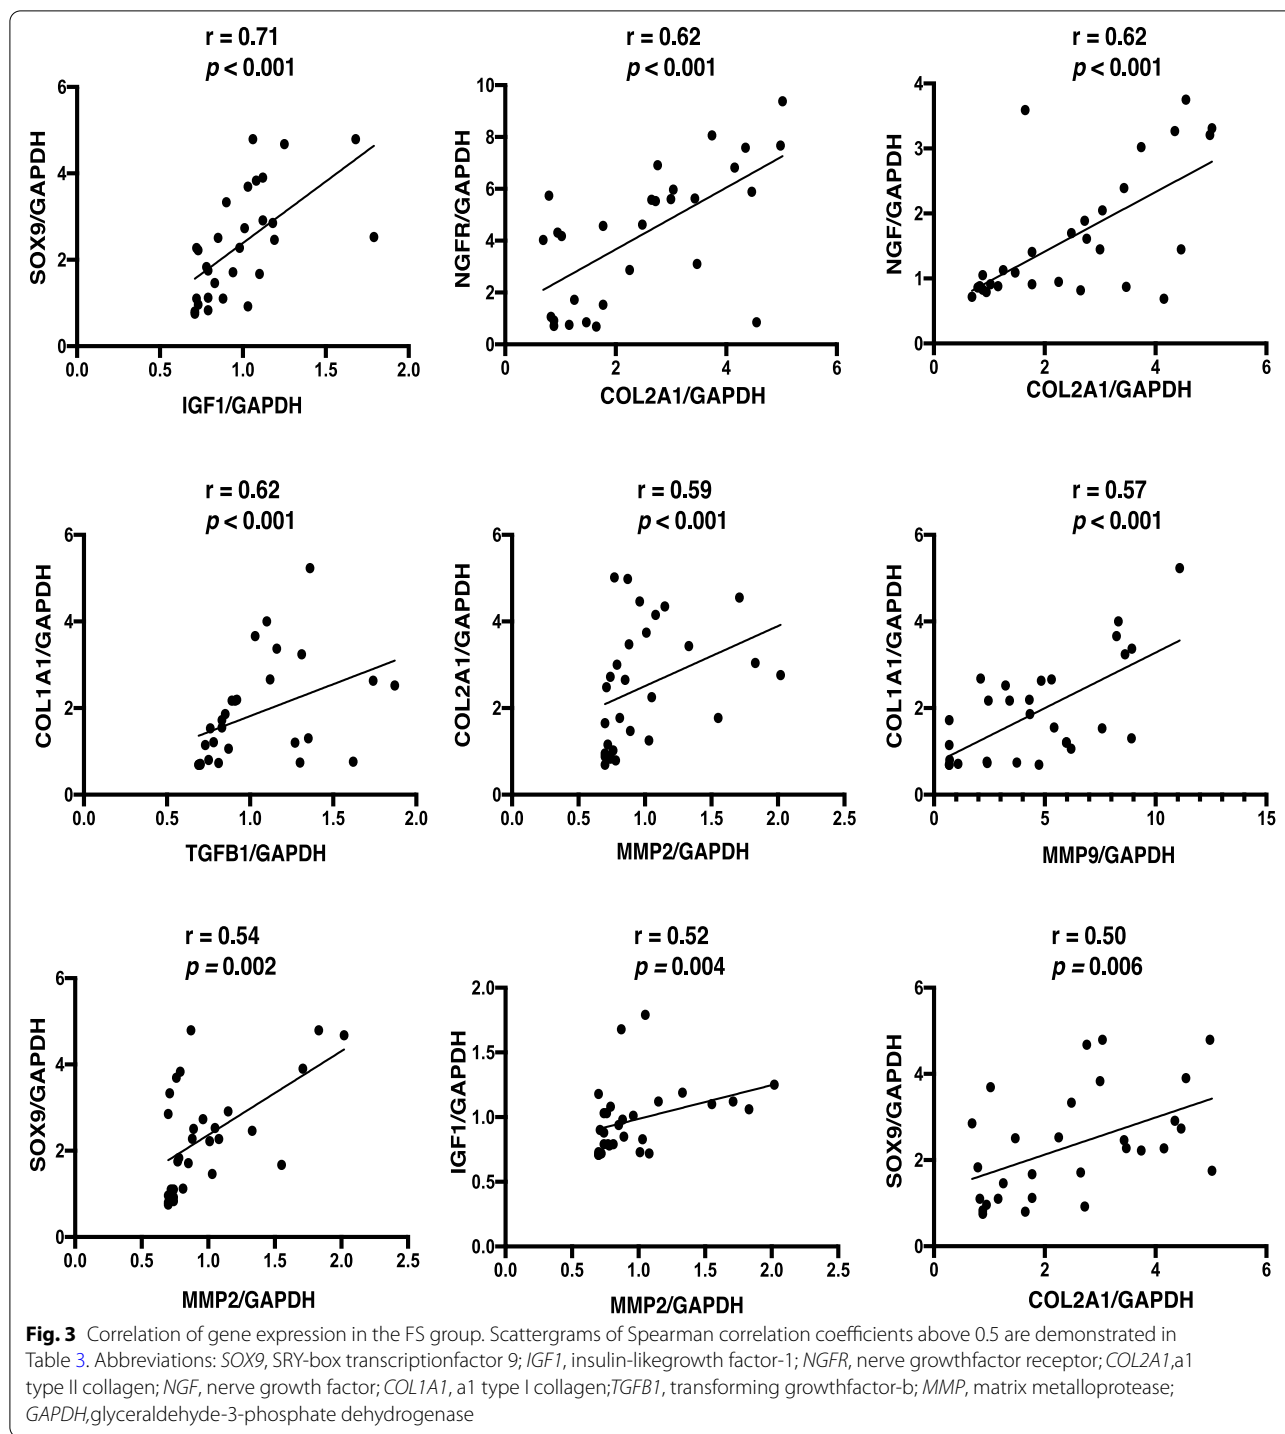 r = 0.71
p < 0.001
SOX9/GAPDH
6
4
2
0
0.0 0.5 1.0 1.5 2.0
IGF1/GAPDH
r = 0.62
p < 0.001
NGFR/GAPDH
10
8
6
4
2
0
0 2 4 6
COL2A1/GAPDH
r = 0.62
p < 0.001
NGF/GAPDH
4
3
2
1
0
0 2 4 6
COL2A1/GAPDH
r = 0.62
p < 0.001
COL1A1/GAPDH
6
4
2
0
0.0 0.5 1.0 1.5 2.0
TGFB1/GAPDH
r = 0.59
p < 0.001
COL2A1/GAPDH
6
4
2
0
0.0 0.5 1.0 1.5 2.0 2.5
MMP2/GAPDH
r = 0.57
p < 0.001
COL1A1/GAPDH
6
4
2
0
0 5 10 15
MMP9/GAPDH
r = 0.54
p = 0.002
SOX9/GAPDH
6
4
2
0
0.0 0.5 1.0 1.5 2.0 2.5
MMP2/GAPDH
r = 0.52
p = 0.004
IGF1/GAPDH
2.0
1.5
1.0
0.5
0.0
0.0 0.5 1.0 1.5 2.0 2.5
MMP2/GAPDH
r = 0.50
p = 0.006
SOX9/GAPDH
6
4
2
0
0 2 4 6
COL2A1/GAPDH
Fig. 3 Correlation of gene expression in the FS group. Scattergrams of Spearman correlation coefficients above 0.5 are demonstrated in
Table 3. Abbreviations: SOX9, SRY-box transcriptionfactor 9; IGF1, insulin-likegrowth factor-1; NGFR, nerve growthfactor receptor; COL2A1,a1
type II collagen; NGF, nerve growth factor; COL1A1, a1 type I collagen;TGFB1, transforming growthfactor-b; MMP, matrix metalloprotease;
GAPDH,glyceraldehyde-3-phosphate dehydrogenase